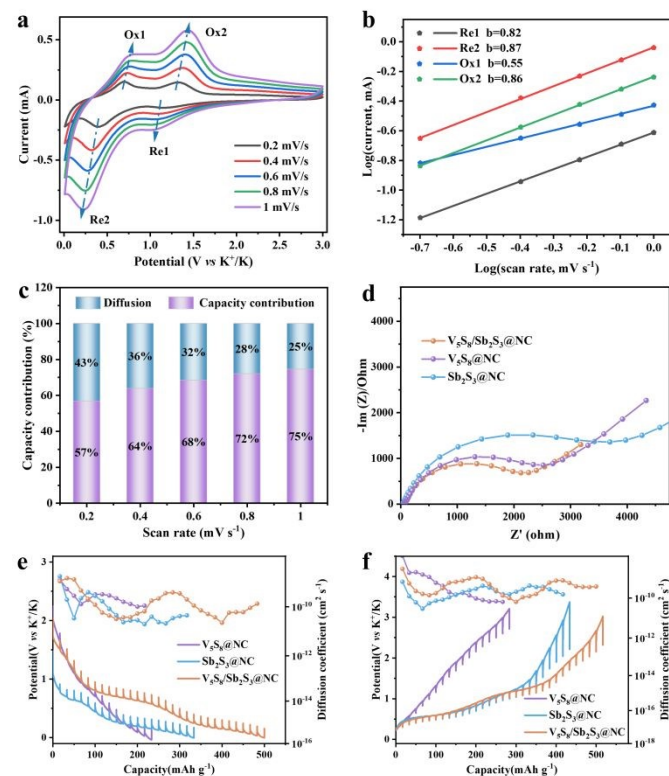 a
Ox1
Ox2
Re1
Re2
0.2 mV/s
0.4 mV/s
0.6 mV/s
0.8 mV/s
1 mV/s
Current (mA)
0.5
0.0
-0.5
-1.0
0.0 0.5 1.0 1.5 2.0 2.5 3.0
Potential (V vs K⁺/K)
b
Re1 b=0.82
Re2 b=0.87
Ox1 b=0.55
Ox2 b=0.86
Log(current, mA)
0.3
0.0
-0.3
-0.6
-0.9
-1.2
-0.7 -0.6 -0.5 -0.4 -0.3 -0.2 -0.1 0.0
Log(scan rate, mV s⁻¹)
c
Diffusion
Capacity contribution
Capacity contribution (%)
120
100
80
60
40
20
0
43% 36% 32% 28% 25%
57% 64% 68% 72% 75%
0.2 0.4 0.6 0.8 1
Scan rate (mV s⁻¹)
d
V₅S₈/Sb₂S₃@NC
V₅S₈@NC
Sb₂S₃@NC
-Im (Z)/Ohm
4000
3000
2000
1000
0
0 1000 2000 3000 4000
Z' (ohm)
e
V₅S₈@NC
Sb₂S₃@NC
V₅S₈/Sb₂S₃@NC
Potential(V vs K⁺/K)
3
2
1
0
Diffusion coefficient (cm² s⁻¹)
10⁻¹⁰
10⁻¹²
10⁻¹⁴
10⁻¹⁶
0 100 200 300 400 500
Capacity(mAh g⁻¹)
f
V₅S₈@NC
Sb₂S₃@NC
V₅S₈/Sb₂S₃@NC
Potential(V vs K⁺/K)
4
3
2
1
0
Diffusion coefficient (cm² s⁻¹)
10⁻¹⁰
10⁻¹²
10⁻¹⁴
10⁻¹⁶
10⁻¹⁸
0 100 200 300 400 500
Capacity(mAh g⁻¹)